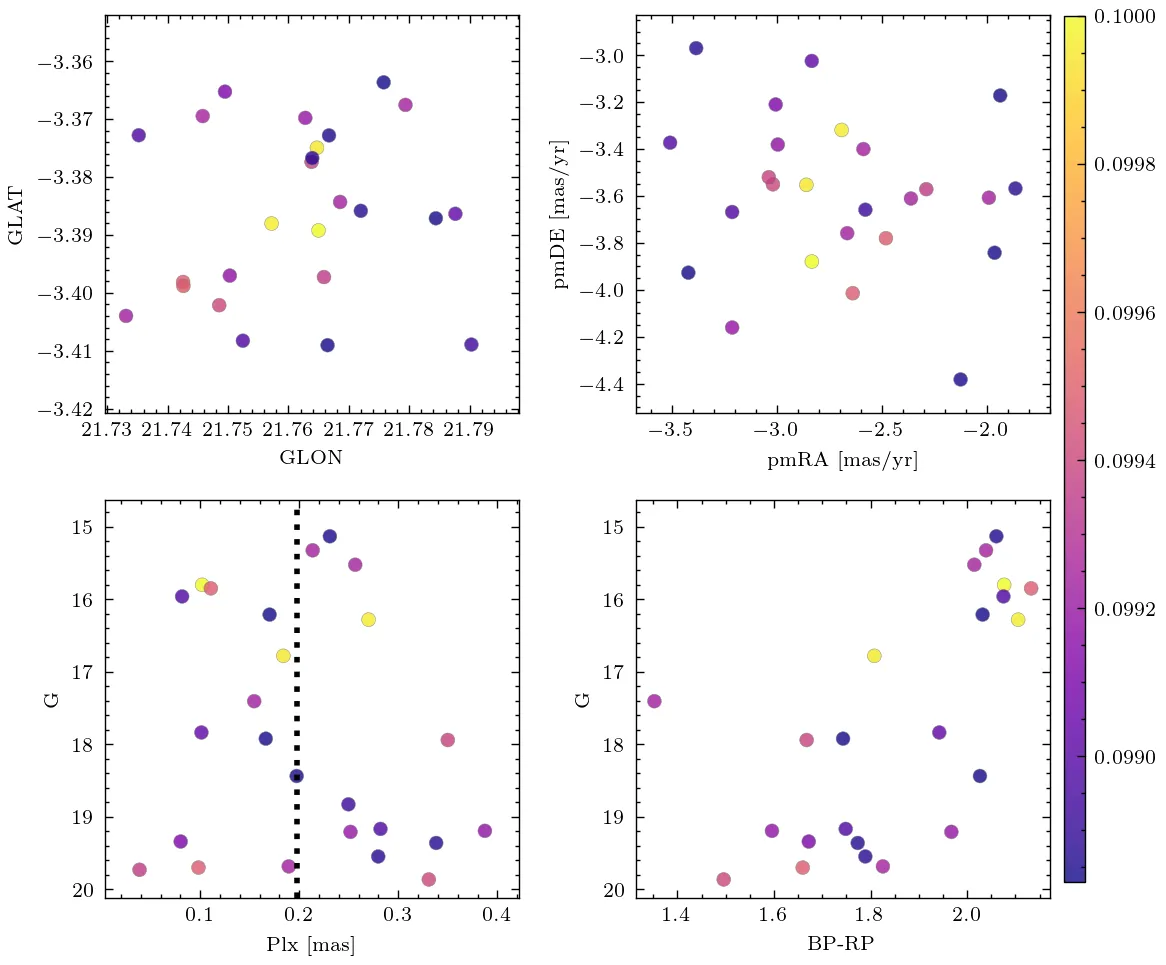 −3.36
−3.37
−3.38
−3.39
−3.40
−3.41
−3.42
GLAT
21.73 21.74 21.75 21.76 21.77 21.78 21.79
GLON
−3.0
−3.2
−3.4
−3.6
−3.8
−4.0
−4.2
−4.4
pmDE [mas/yr]
−3.5 −3.0 −2.5 −2.0
pmRA [mas/yr]
0.1000
0.0998
0.0996
0.0994
0.0992
0.0990
15
16
17
18
19
20
G
0.1 0.2 0.3 0.4
Plx [mas]
15
16
17
18
19
20
G
1.4 1.6 1.8 2.0
BP-RP